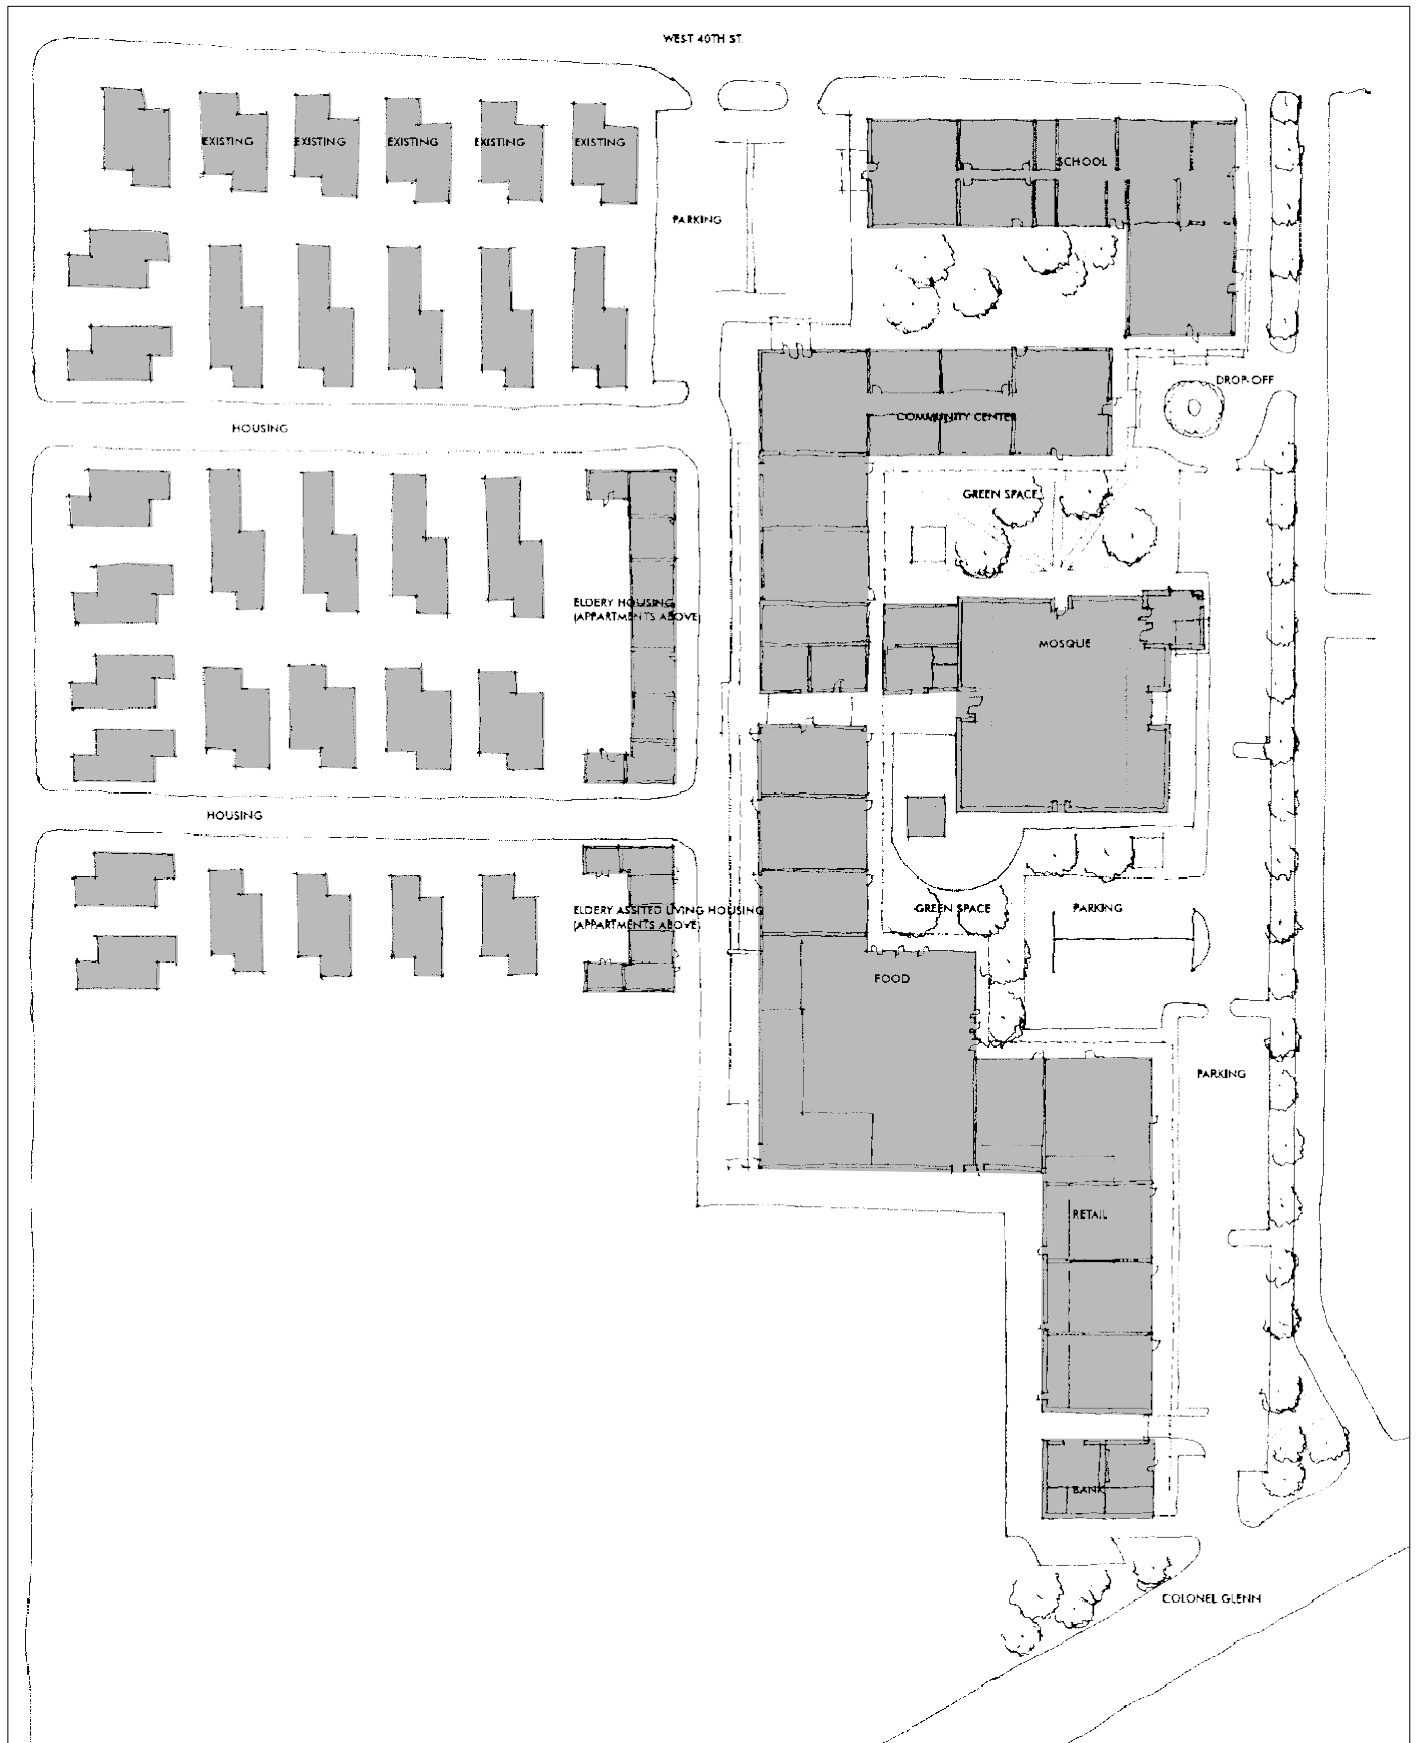 WEST 40TH ST.
EXISTING
EXISTING
EXISTING
EXISTING
EXISTING
SCHOOL
PARKING
DROP-OFF
COMMUNITY CENTER
HOUSING
GREEN SPACE
ELDERY HOUSING
(APPARTMENTS ABOVE)
MOSQUE
HOUSING
ELDERY ASSITED LIVING HOUSING
(APPARTMENTS ABOVE)
GREEN SPACE
PARKING
FOOD
PARKING
RETAIL
BANK
COLONEL GLENN